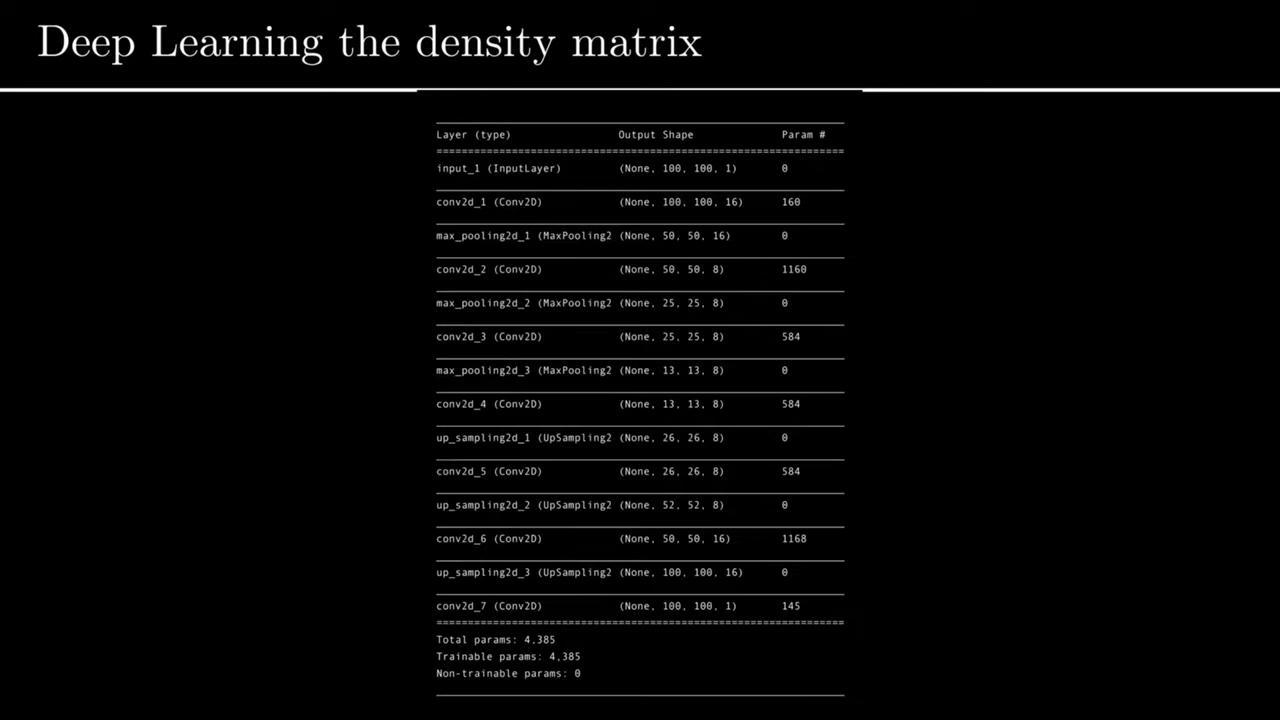 Deep Learning the density matrix
Layer (type) Output Shape Param #
=================================================================
input_1 (InputLayer) (None, 100, 100, 1) 0
conv2d_1 (Conv2D) (None, 100, 100, 16) 160
max_pooling2d_1 (MaxPooling2 (None, 50, 50, 16) 0
conv2d_2 (Conv2D) (None, 50, 50, 8) 1160
max_pooling2d_2 (MaxPooling2 (None, 25, 25, 8) 0
conv2d_3 (Conv2D) (None, 25, 25, 8) 584
max_pooling2d_3 (MaxPooling2 (None, 13, 13, 8) 0
conv2d_4 (Conv2D) (None, 13, 13, 8) 584
up_sampling2d_1 (UpSampling2 (None, 26, 26, 8) 0
conv2d_5 (Conv2D) (None, 26, 26, 8) 584
up_sampling2d_2 (UpSampling2 (None, 52, 52, 8) 0
conv2d_6 (Conv2D) (None, 50, 50, 16) 1168
up_sampling2d_3 (UpSampling2 (None, 100, 100, 16) 0
conv2d_7 (Conv2D) (None, 100, 100, 1) 145
=================================================================
Total params: 4,385
Trainable params: 4,385
Non-trainable params: 0